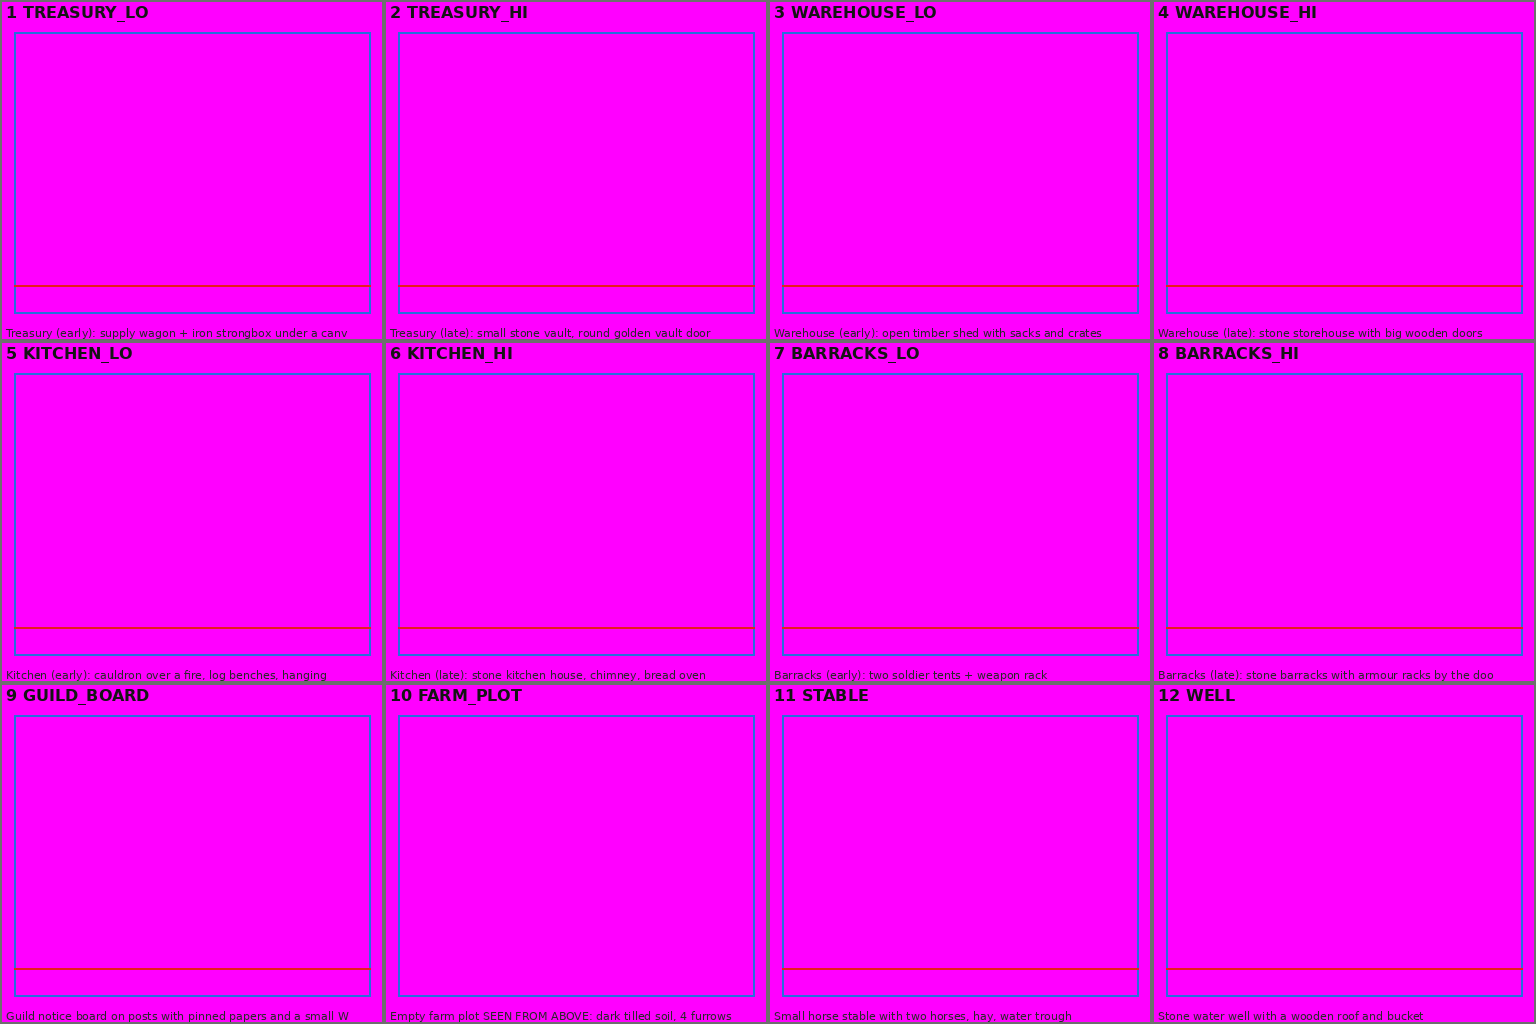 1 TREASURY_LO
2 TREASURY_HI
3 WAREHOUSE_LO
4 WAREHOUSE_HI
Treasury (early): supply wagon + iron strongbox under a canv
Treasury (late): small stone vault, round golden vault door
Warehouse (early): open timber shed with sacks and crates
Warehouse (late): stone storehouse with big wooden doors
5 KITCHEN_LO
6 KITCHEN_HI
7 BARRACKS_LO
8 BARRACKS_HI
Kitchen (early): cauldron over a fire, log benches, hanging
Kitchen (late): stone kitchen house, chimney, bread oven
Barracks (early): two soldier tents + weapon rack
Barracks (late): stone barracks with armour racks by the doo
9 GUILD_BOARD
10 FARM_PLOT
11 STABLE
12 WELL
Guild notice board on posts with pinned papers and a small W
Empty farm plot SEEN FROM ABOVE: dark tilled soil, 4 furrows
Small horse stable with two horses, hay, water trough
Stone water well with a wooden roof and bucket